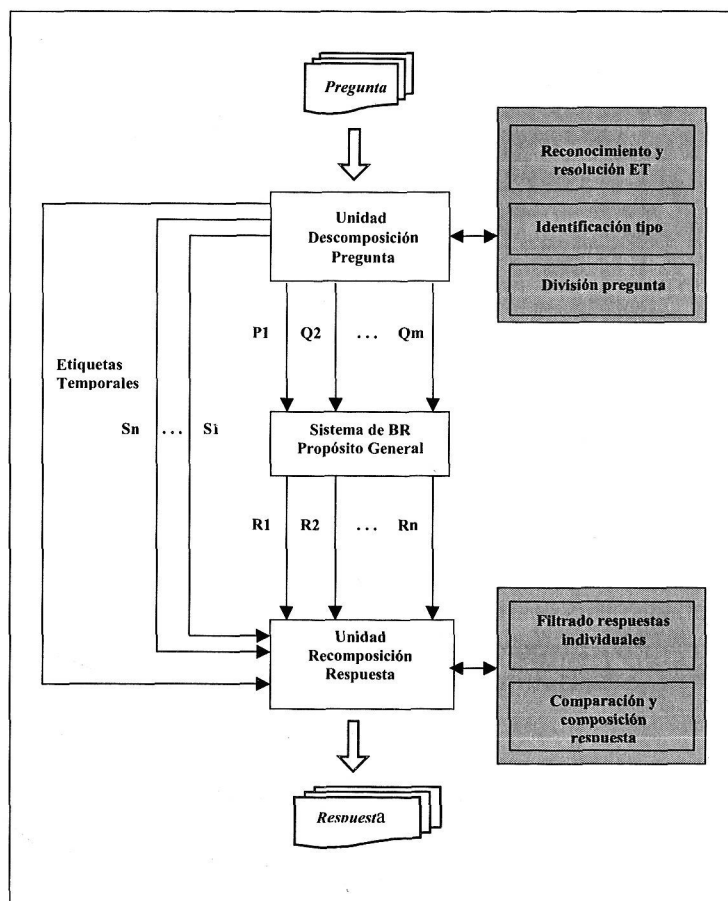 Pregunta
Reconocimiento y
resolución ET
Identificación tipo
División pregunta
Unidad
Descomposición
Pregunta
P1 Q2 ... Qm
Etiquetas
Temporales
Sn ... Si
Sistema de BR
Propósito General
R1 R2 ... Rn
Unidad
Recomposición
Respuesta
Filtrado respuestas
individuales
Comparación y
composición
respuesta
Respuesta